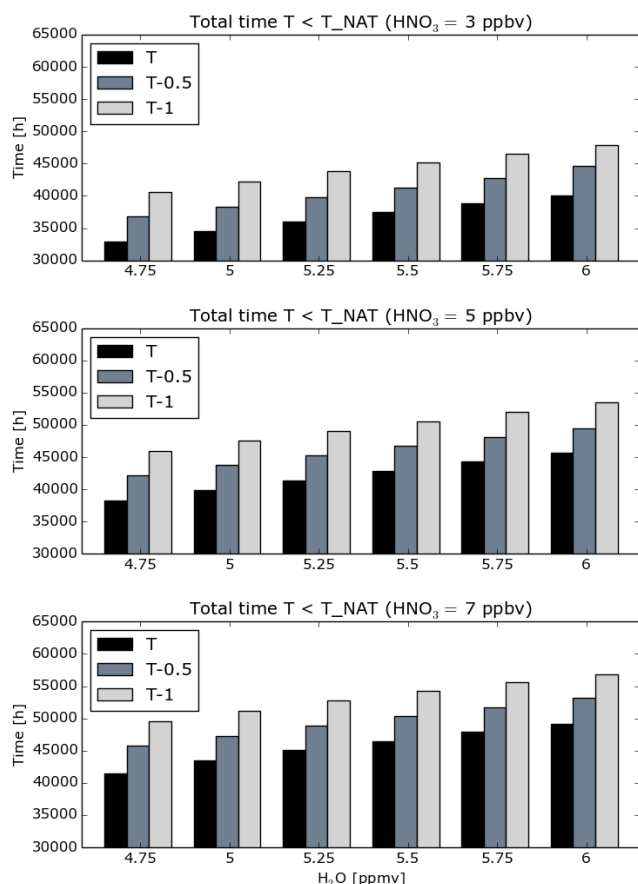 Total time T < T_NAT (HNO₃ = 3 ppbv)
65000
60000
55000
50000
45000
40000
35000
30000
Time [h]
T
T-0.5
T-1
4.75 5 5.25 5.5 5.75 6
Total time T < T_NAT (HNO₃ = 5 ppbv)
65000
60000
55000
50000
45000
40000
35000
30000
Time [h]
T
T-0.5
T-1
4.75 5 5.25 5.5 5.75 6
Total time T < T_NAT (HNO₃ = 7 ppbv)
65000
60000
55000
50000
45000
40000
35000
30000
Time [h]
T
T-0.5
T-1
4.75 5 5.25 5.5 5.75 6
H₂O [ppmv]